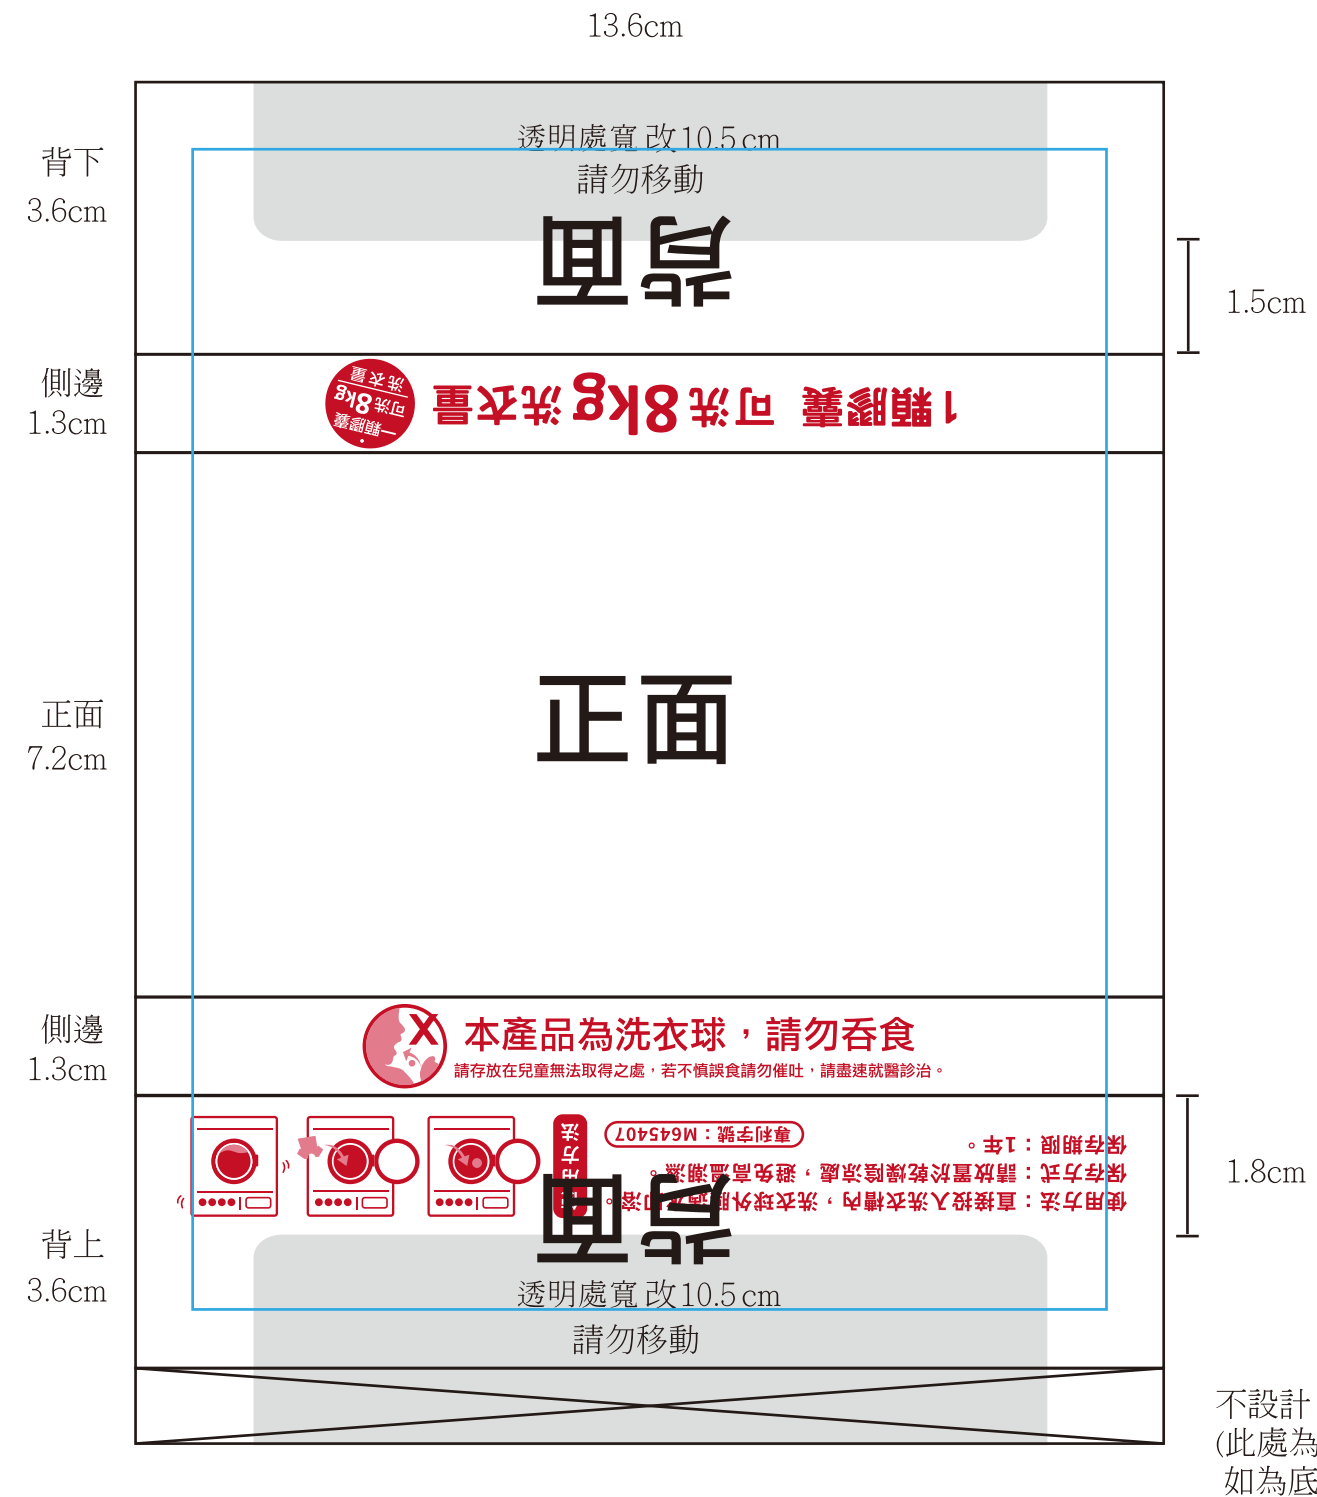 13.6cm
透明處寬 改10.5cm
請勿移動
背面
背下
3.6cm
1.5cm
側邊
1.3cm
一顆膠囊
可洗8kg
洗衣量
1顆膠囊 可洗8kg洗衣量
正面
正面
7.2cm
側邊
1.3cm
X
本產品為洗衣球，請勿吞食
請存放在兒童無法取得之處，若不慎誤食請勿催吐，請盡速就醫診治。
使用方法：直接投入洗衣槽內，洗衣球外膜遇水即溶。
保存方式：請放置於乾燥陰涼處，避免高溫潮濕。
保存期限：1年。
專利字號：M645407
用方法
背面
1.8cm
背上
3.6cm
透明處寬 改10.5cm
請勿移動
不設計
(此處為
如為底